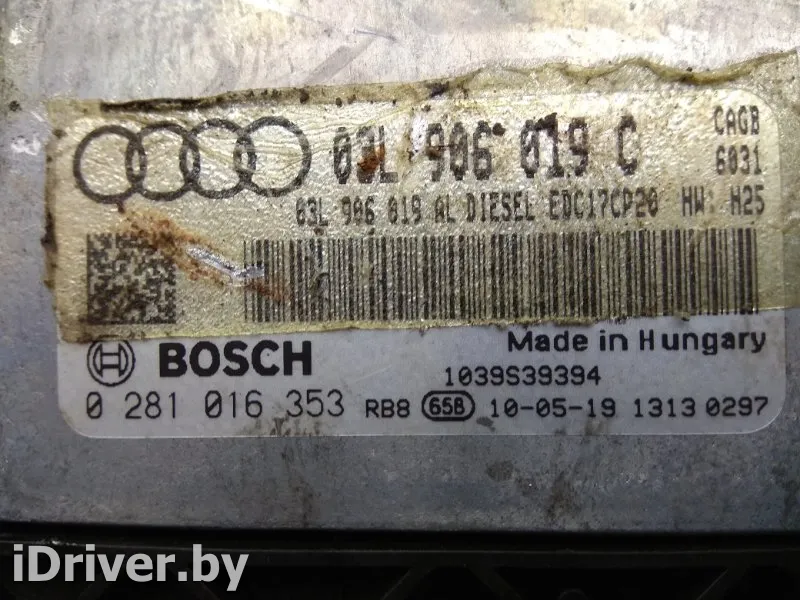 03L 906 019 C CAGB
6031
03L 906 019 AL DIESEL EDC17CP20 HW: H25
BOSCH Made in Hungary
1039S39394
0 281 016 353 RB8 65B 10-05-19 1313 0297
iDriver.by